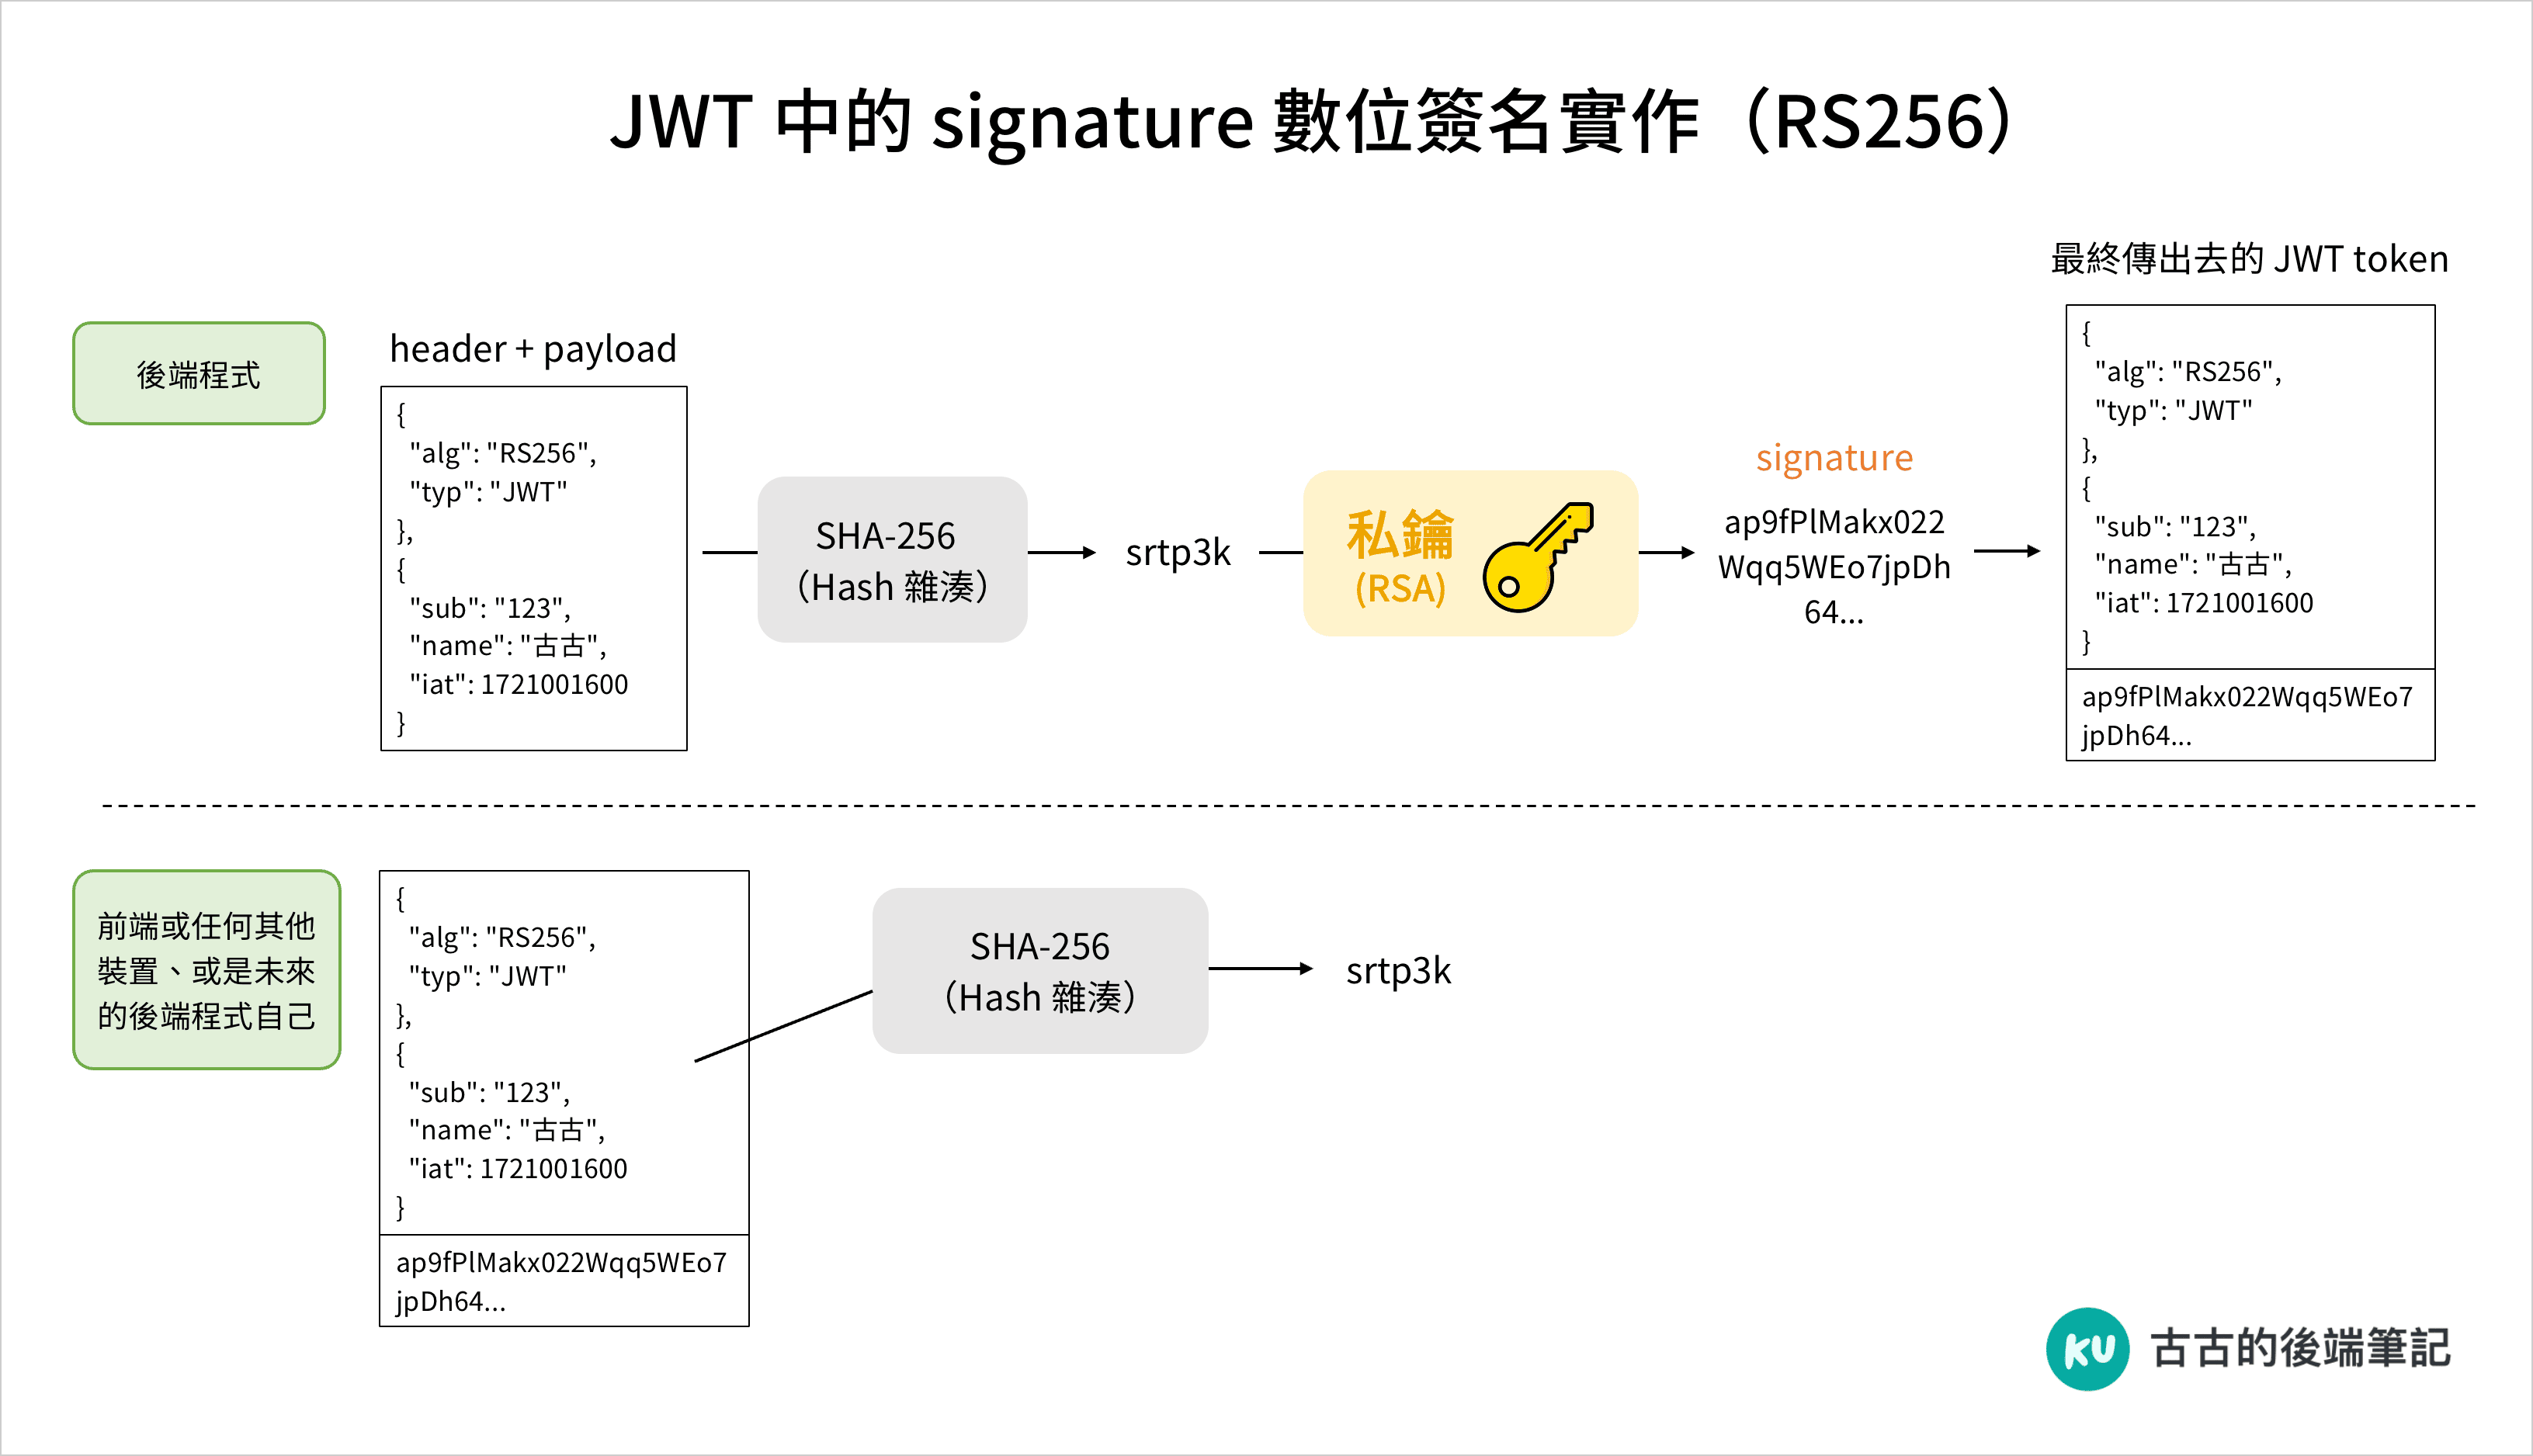 JWT 中的 signature 數位簽名實作（RS256）
後端程式
header + payload
{
"alg": "RS256",
"typ": "JWT"
},
{
"sub": "123",
"name": "古古",
"iat": 1721001600
}
SHA-256
（Hash 雜湊）
srtp3k
私鑰
(RSA)
signature
ap9fPlMakx022
Wqq5WEo7jpDh
64...
最終傳出去的 JWT token
{
"alg": "RS256",
"typ": "JWT"
},
{
"sub": "123",
"name": "古古",
"iat": 1721001600
}
ap9fPlMakx022Wqq5WEo7
jpDh64...
前端或任何其他
裝置、或是未來
的後端程式自己
{
"alg": "RS256",
"typ": "JWT"
},
{
"sub": "123",
"name": "古古",
"iat": 1721001600
}
ap9fPlMakx022Wqq5WEo7
jpDh64...
SHA-256
（Hash 雜湊）
srtp3k
KU 古古的後端筆記